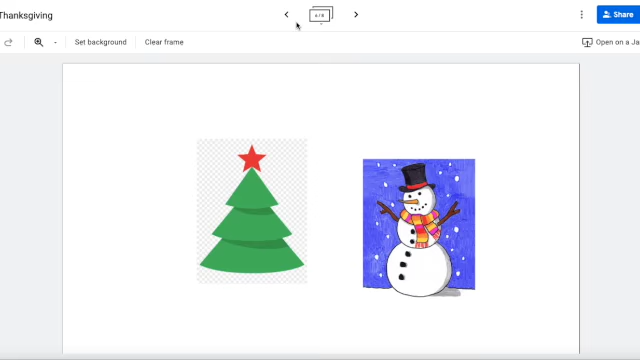 Thanksgiving
Share
Set background
Clear frame
Open on a Ja